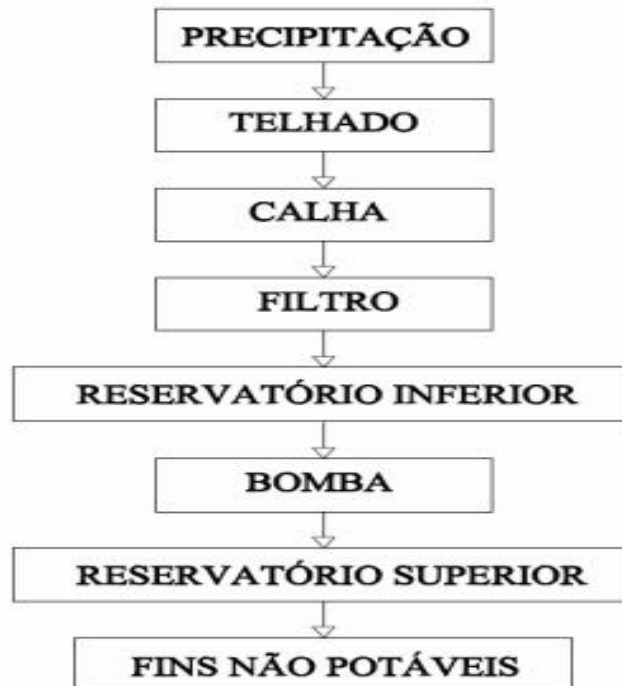 PRECIPITAÇÃO
TELHADO
CALHA
FILTRO
RESERVATÓRIO INFERIOR
BOMBA
RESERVATÓRIO SUPERIOR
FINS NÃO POTÁVEIS